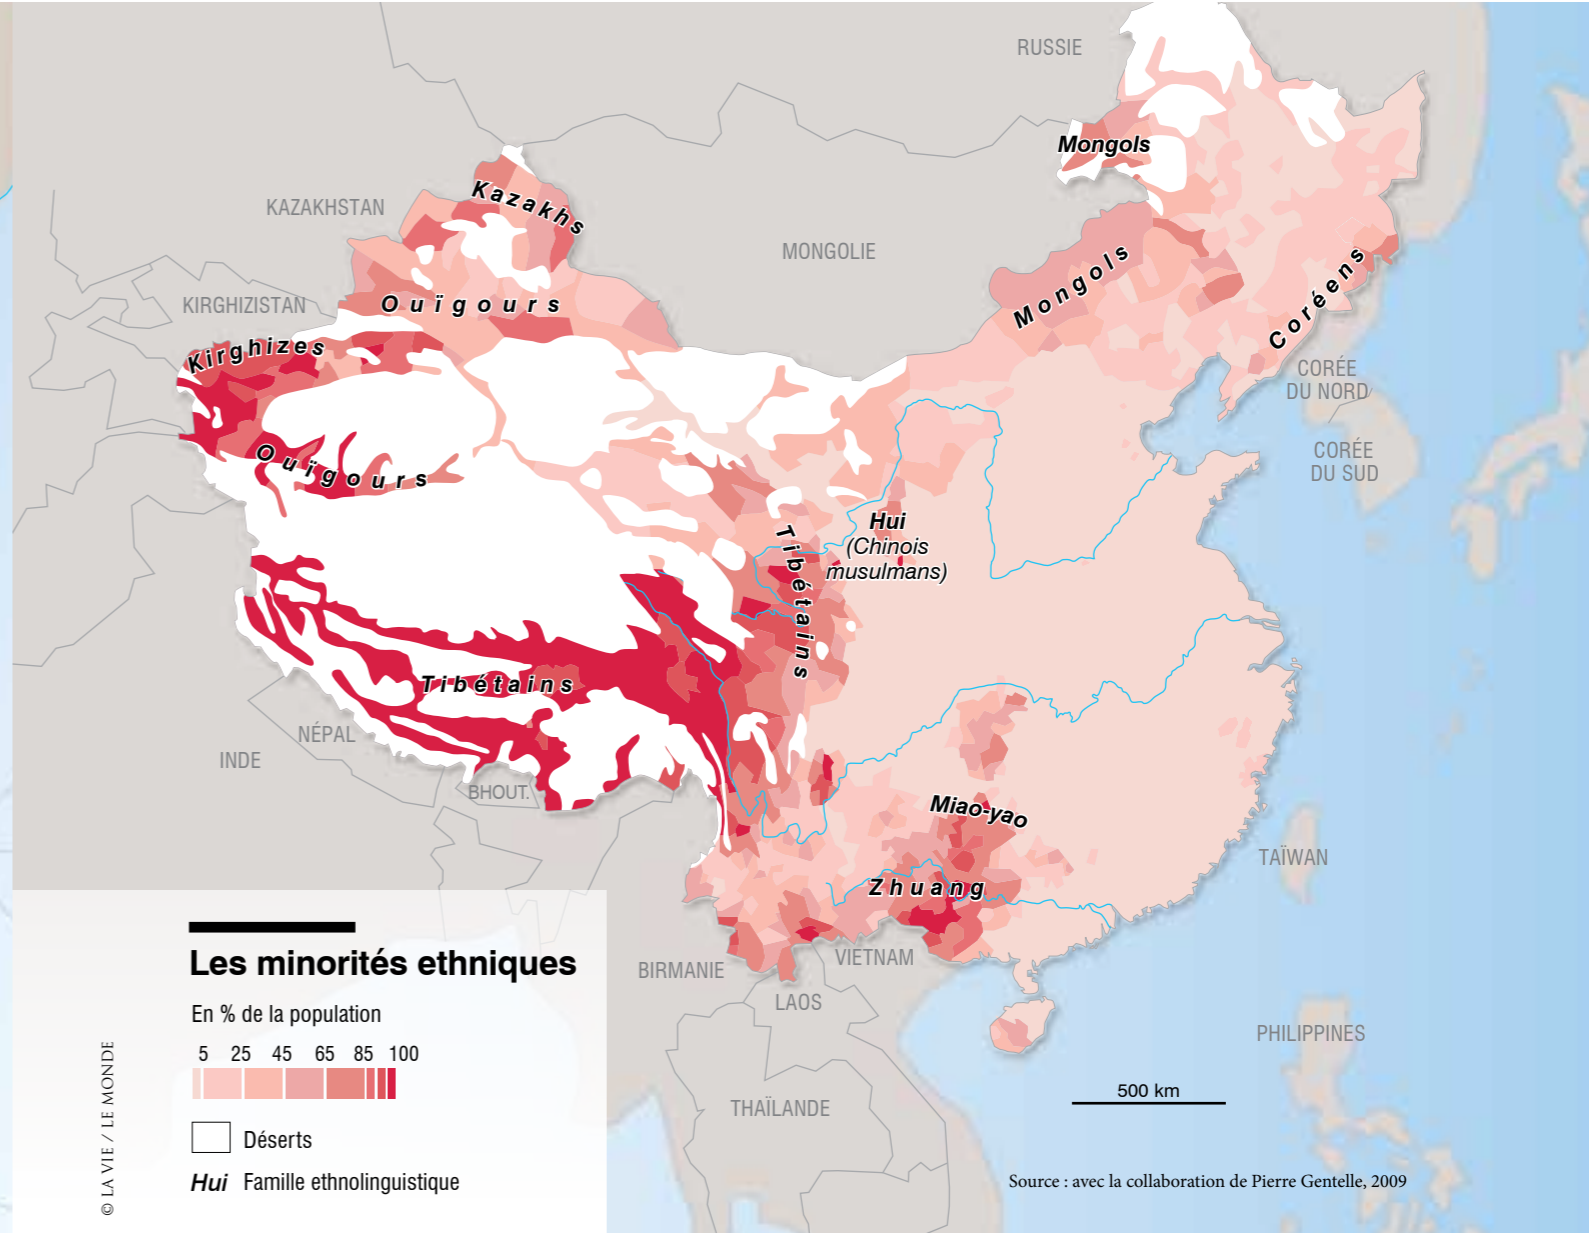 RUSSIE
Mongols
Kazakhs
KAZAKHSTAN
MONGOLIE
Mongols
KIRGHIZISTAN
Ouïgours
Coréens
Kirghizes
CORÉE
DU NORD
CORÉE
DU SUD
Ouïgours
Hui
(Chinois
musulmans)
Tibétains
Tibétains
NÉPAL
INDE
BHOUT.
Miao-yao
TAÏWAN
Zhuang
VIETNAM
BIRMANIE
LAOS
PHILIPPINES
THAÏLANDE
500 km
Les minorités ethniques
En % de la population
5 25 45 65 85 100
Déserts
Hui Famille ethnolinguistique
© LA VIE / LE MONDE
Source : avec la collaboration de Pierre Gentelle, 2009